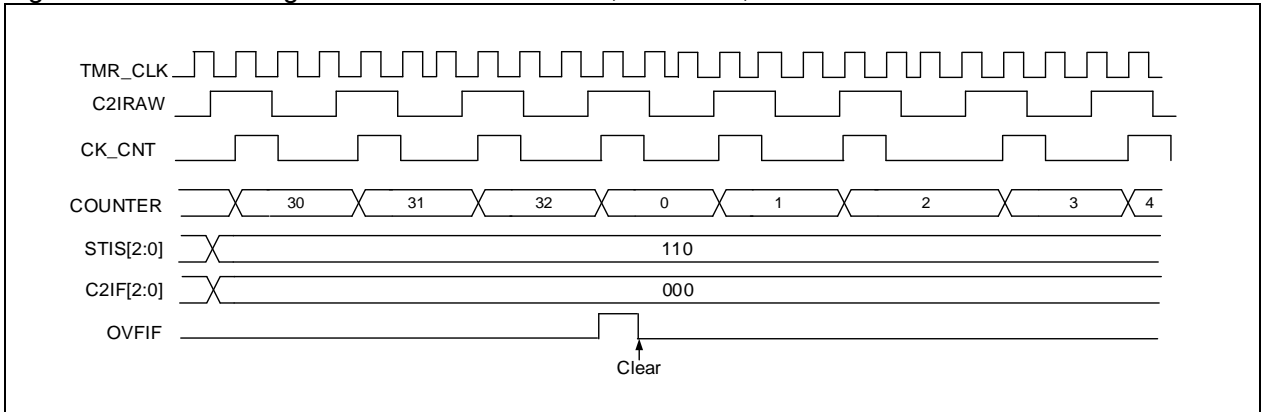 TMR_CLK
C2IRAW
CK_CNT
COUNTER 30 31 32 0 1 2 3 4
STIS[2:0] 110
C2IF[2:0] 000
OVFIF
Clear